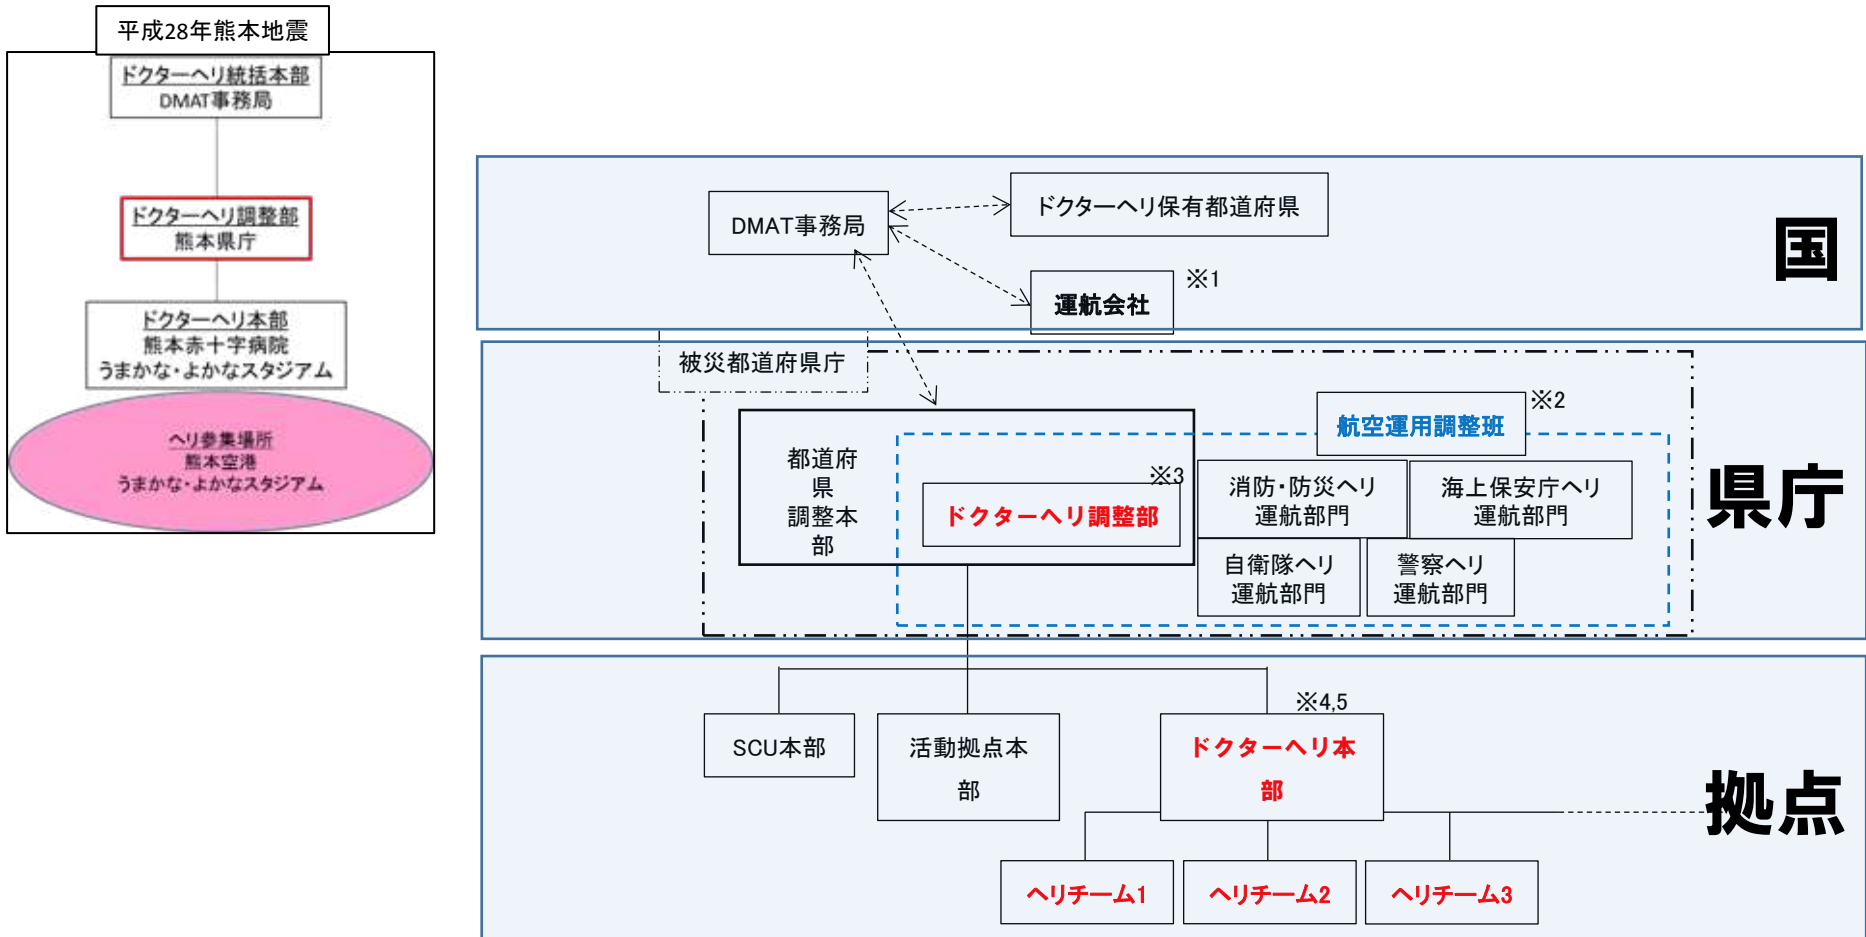 平成28年熊本地震
ドクターヘリ統括本部
DMAT事務局
ドクターヘリ調整部
熊本県庁
ドクターヘリ本部
熊本赤十字病院
うまかな・よかなスタジアム
ヘリ参集場所
熊本空港
うまかな・よかなスタジアム
国
DMAT事務局
ドクターヘリ保有都道府県
運航会社
※1
県庁
被災都道府県庁
都道府
県
調整本
部
ドクターヘリ調整部
※3
航空運用調整班
※2
消防・防災ヘリ
運航部門
海上保安庁ヘリ
運航部門
自衛隊ヘリ
運航部門
警察ヘリ
運航部門
拠点
SCU本部
活動拠点本
部
※4,5
ドクターヘリ本
部
ヘリチーム1
ヘリチーム2
ヘリチーム3